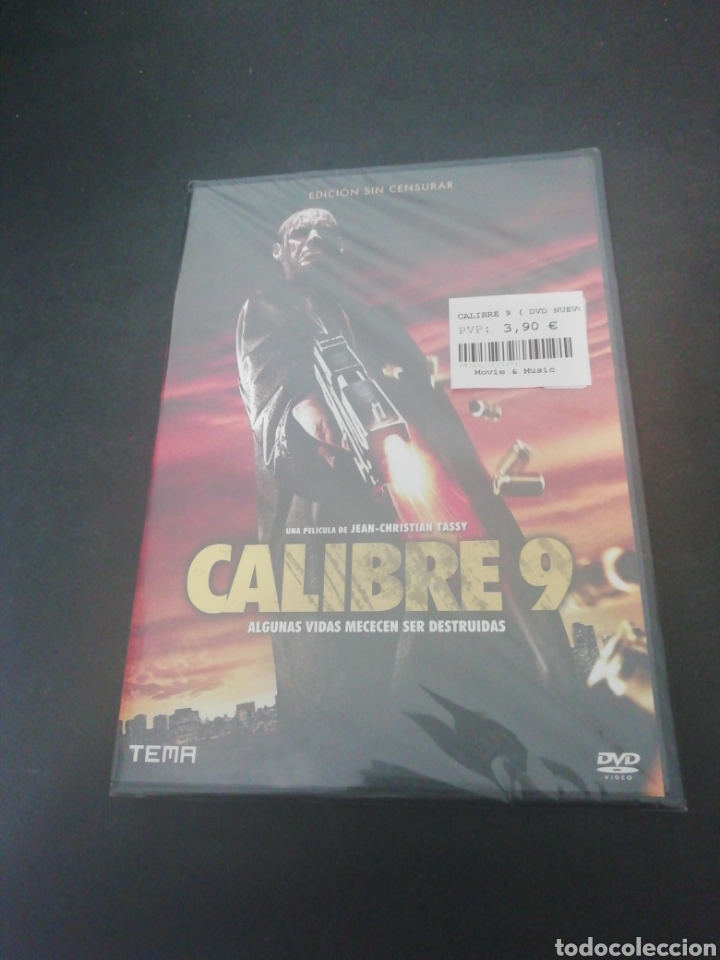 EDICIÓN SIN CENSURAR
CALIBRE 9 ( DVD NUEV
PVP: 3,90 €
Movie & Music
UNA PELÍCULA DE JEAN-CHRISTIAN TASSY
CALIBRE 9
ALGUNAS VIDAS MECECEN SER DESTRUIDAS
TEMA
DVD
VIDEO
todocoleccion